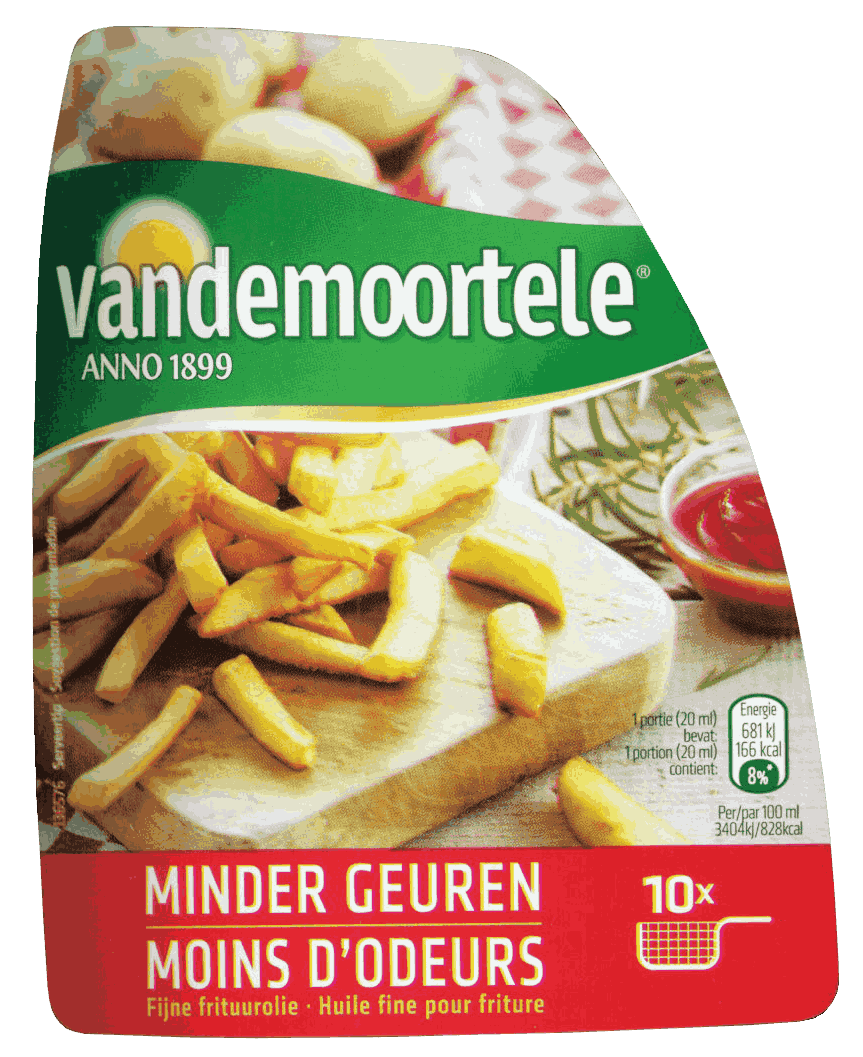 vandemoortele®
ANNO 1899
136576 Serveertip Suggestion de présentation
1 portie (20 ml)
bevat:
1 portion (20 ml)
contient:
Energie
681 kJ
166 kcal
8%*
Per/par 100 ml
3404kj/828kcal
MINDER GEUREN
MOINS D'ODEURS
Fijne frituurolie · Huile fine pour friture
10x